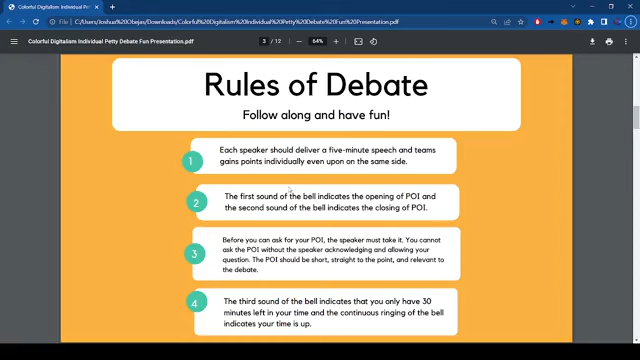 Colorful Digitalism Individual Petty Debate Fun Presentation.pdf
File | C:/Users/Joshua%20Obejas/Downloads/Colorful%20Digitalism%20Individual%20Petty%20Debate%20Fun%20Presentation.pdf
Colorful Digitalism Individual Petty Debate Fun Presentation.pdf
3 / 12
64%
Rules of Debate
Follow along and have fun!
1
Each speaker should deliver a five-minute speech and teams
gains points individually even upon on the same side.
2
The first sound of the bell indicates the opening of POI and
the second sound of the bell indicates the closing of POI.
3
Before you can ask for your POI, the speaker must take it. You cannot
ask the POI without the speaker acknowledging and allowing your
question. The POI should be short, straight to the point, and relevant to
the debate.
4
The third sound of the bell indicates that you only have 30
minutes left in your time and the continuous ringing of the bell
indicates your time is up.